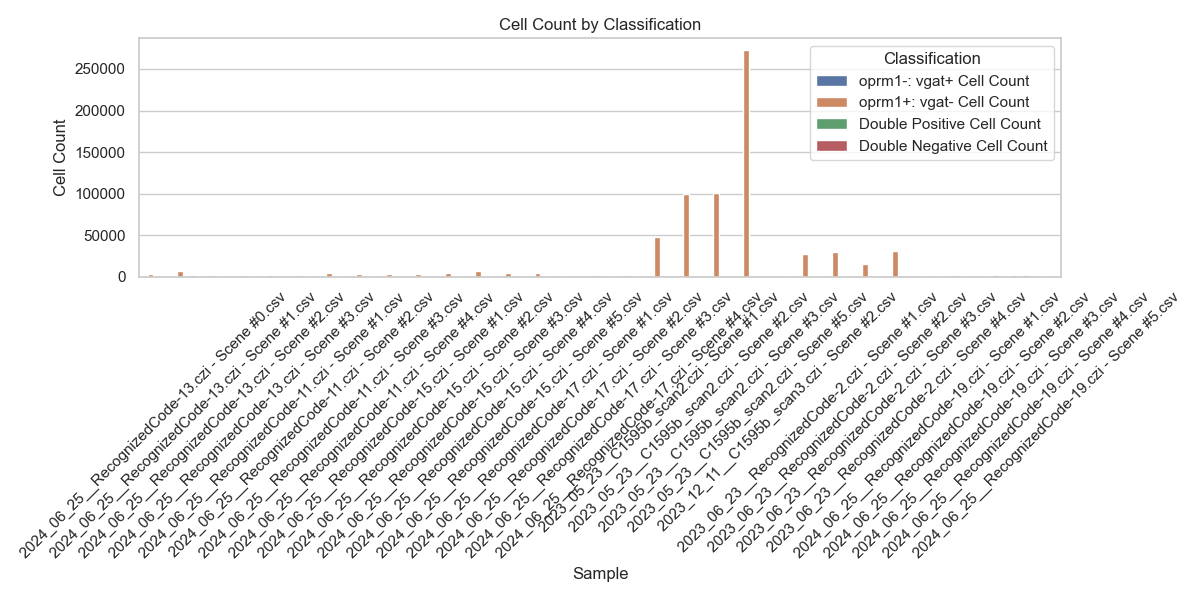 Cell Count by Classification
Classification
oprm1-: vgat+ Cell Count
oprm1+: vgat- Cell Count
Double Positive Cell Count
Double Negative Cell Count
Cell Count
250000
200000
150000
100000
50000
0
2024_06_25__RecognizedCode-13.czi - Scene #0.csv
2024_06_25__RecognizedCode-13.czi - Scene #1.csv
2024_06_25__RecognizedCode-13.czi - Scene #2.csv
2024_06_25__RecognizedCode-13.czi - Scene #3.csv
2024_06_25__RecognizedCode-11.czi - Scene #1.csv
2024_06_25__RecognizedCode-11.czi - Scene #2.csv
2024_06_25__RecognizedCode-11.czi - Scene #3.csv
2024_06_25__RecognizedCode-11.czi - Scene #4.csv
2024_06_25__RecognizedCode-15.czi - Scene #1.csv
2024_06_25__RecognizedCode-15.czi - Scene #2.csv
2024_06_25__RecognizedCode-15.czi - Scene #3.csv
2024_06_25__RecognizedCode-15.czi - Scene #4.csv
2024_06_25__RecognizedCode-15.czi - Scene #5.csv
2024_06_25__RecognizedCode-17.czi - Scene #1.csv
2024_06_25__RecognizedCode-17.czi - Scene #2.csv
2024_06_25__RecognizedCode-17.czi - Scene #3.csv
2024_06_25__RecognizedCode-17.czi - Scene #4.csv
2023_05_23__C1595b_scan2.czi - Scene #1.csv
2023_05_23__C1595b_scan2.czi - Scene #2.csv
2023_05_23__C1595b_scan2.czi - Scene #3.csv
2023_05_23__C1595b_scan2.czi - Scene #5.csv
2023_12_11__C1595b_scan3.czi - Scene #2.csv
2023_06_23__RecognizedCode-2.czi - Scene #1.csv
2023_06_23__RecognizedCode-2.czi - Scene #2.csv
2023_06_23__RecognizedCode-2.czi - Scene #3.csv
2023_06_23__RecognizedCode-2.czi - Scene #4.csv
2024_06_25__RecognizedCode-19.czi - Scene #1.csv
2024_06_25__RecognizedCode-19.czi - Scene #2.csv
2024_06_25__RecognizedCode-19.czi - Scene #3.csv
2024_06_25__RecognizedCode-19.czi - Scene #4.csv
2024_06_25__RecognizedCode-19.czi - Scene #5.csv
Sample